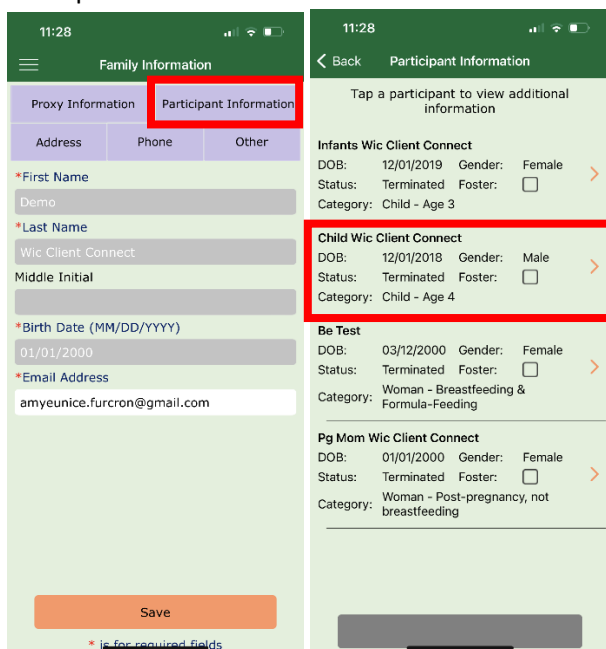 11:28
Family Information
Proxy Information
Participant Information
Address
Phone
Other
*First Name
Demo
*Last Name
Wic Client Connect
Middle Initial
*Birth Date (MM/DD/YYYY)
01/01/2000
*Email Address
amyeunice.furcron@gmail.com
Save
* is for required fields
11:28
Back Participant Information
Tap a participant to view additional
information
Infants Wic Client Connect
DOB: 12/01/2019 Gender: Female
Status: Terminated Foster:
Category: Child - Age 3
Child Wic Client Connect
DOB: 12/01/2018 Gender: Male
Status: Terminated Foster:
Category: Child - Age 4
Be Test
DOB: 03/12/2000 Gender: Female
Status: Terminated Foster:
Category: Woman - Breastfeeding &
Formula-Feeding
Pg Mom Wic Client Connect
DOB: 01/01/2000 Gender: Female
Status: Terminated Foster:
Category: Woman - Post-pregnancy, not
breastfeeding